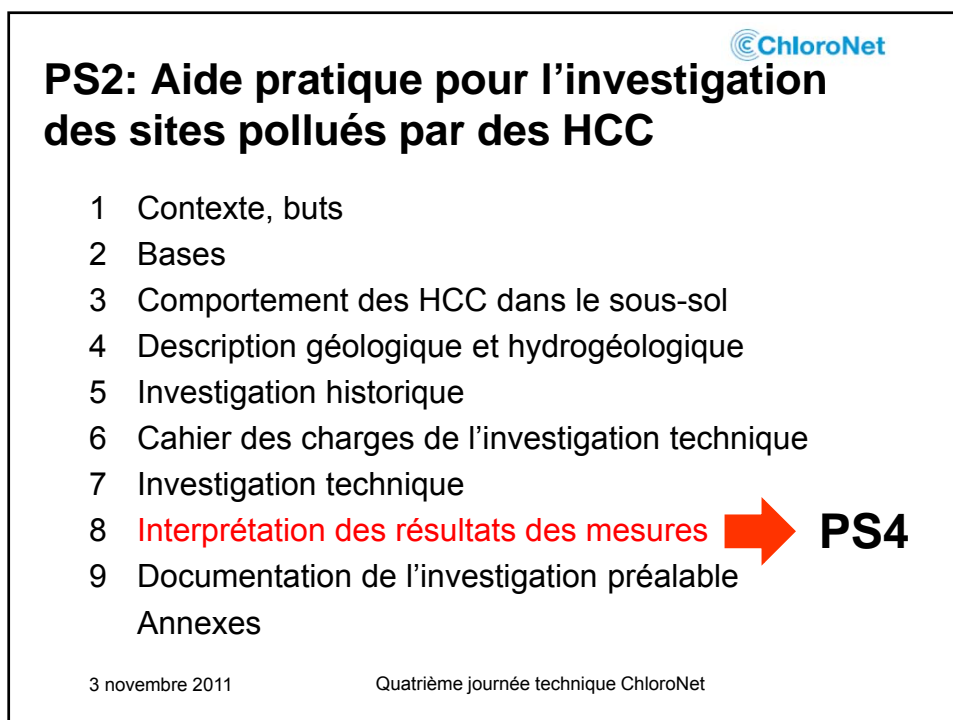 ChloroNet
PS2: Aide pratique pour l’investigation
des sites pollués par des HCC
1 Contexte, buts
2 Bases
3 Comportement des HCC dans le sous-sol
4 Description géologique et hydrogéologique
5 Investigation historique
6 Cahier des charges de l’investigation technique
7 Investigation technique
8 Interprétation des résultats des mesures PS4
9 Documentation de l’investigation préalable
Annexes
3 novembre 2011 Quatrième journée technique ChloroNet